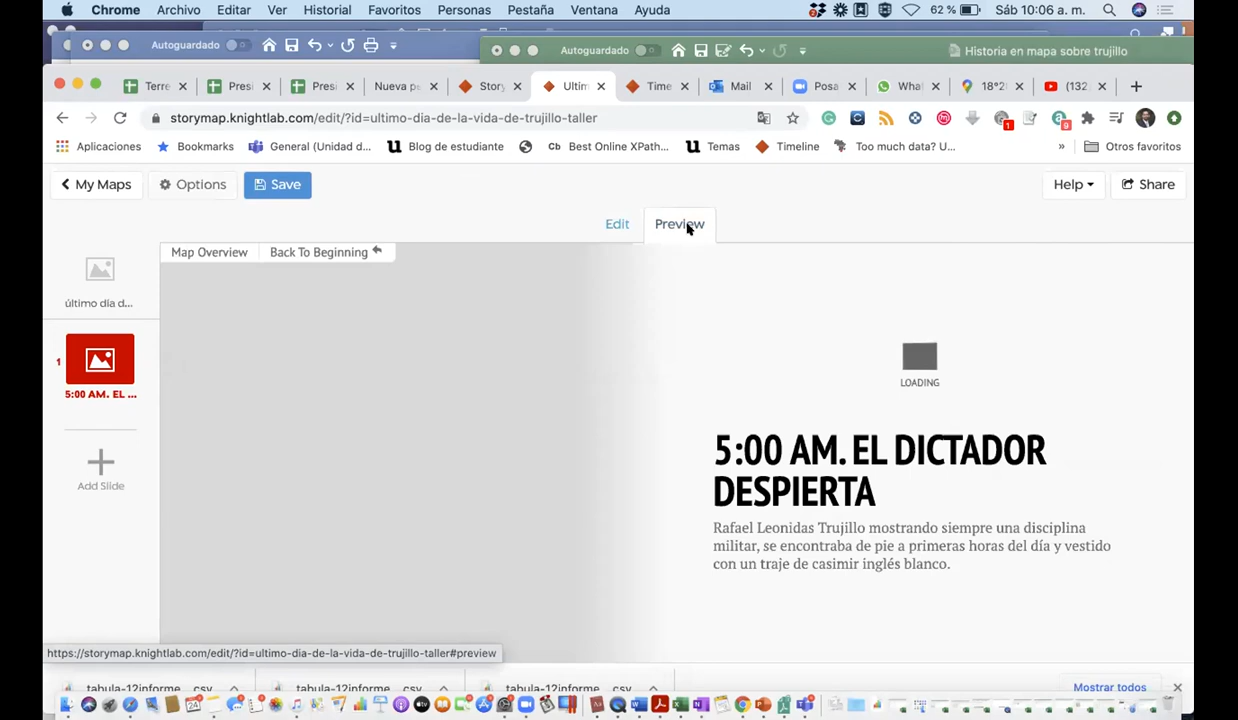 Chrome Archivo Editar Ver Historial Favoritos Personas Pestaña Ventana Ayuda 62 % Sáb 10:06 a. m.
Autoguardado
Autoguardado Historia en mapa sobre trujillo
Terre Presi Presi Nueva pe Story Ultim Time Mail Posa What 18°2 (132
storymap.knightlab.com/edit/?id=ultimo-dia-de-la-vida-de-trujillo-taller
Aplicaciones Bookmarks General (Unidad d... Blog de estudiante Cb Best Online XPath... Temas Timeline Too much data? U... » Otros favoritos
My Maps Options Save Help Share
Edit Preview
Map Overview Back To Beginning
último día d...
LOADING
1
5:00 AM. EL ...
5:00 AM. EL DICTADOR
DESPIERTA
Add Slide
Rafael Leonidas Trujillo mostrando siempre una disciplina
militar, se encontraba de pie a primeras horas del día y vestido
con un traje de casimir inglés blanco.
https://storymap.knightlab.com/edit/?id=ultimo-dia-de-la-vida-de-trujillo-taller#preview
tabula-12informe....csv tabula-12informe....csv tabula-12informe....csv Mostrar todos